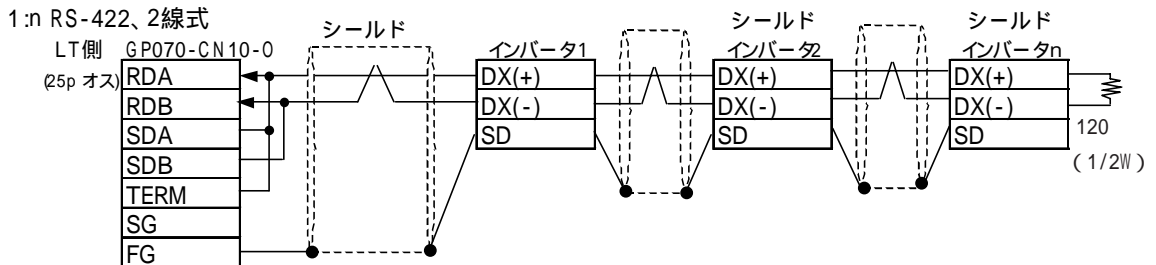 1:n RS-422、2線式
シールド
シールド
シールド
LT側 GP070-CN10-O
(25p オス)
インバータ1
インバータ2
インバータn
RDA
RDB
SDA
SDB
TERM
SG
FG
DX(+)
DX(-)
SD
DX(+)
DX(-)
SD
DX(+)
DX(-)
SD
120
(1/2W)